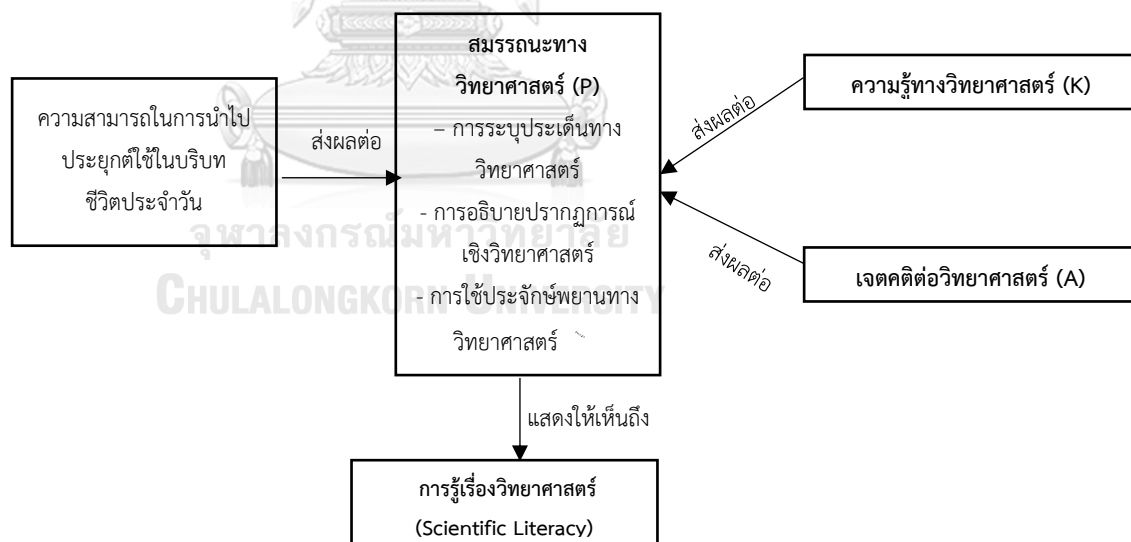 ความสามารถในการนำไป
ประยุกต์ใช้ในบริบท
ชีวิตประจำวัน
ส่งผลต่อ
สมรรถนะทาง
วิทยาศาสตร์ (P)
– การระบุประเด็นทาง
วิทยาศาสตร์
- การอธิบายปรากฏการณ์
เชิงวิทยาศาสตร์
- การใช้ประจักษ์พยานทาง
วิทยาศาสตร์
ส่งผลต่อ
ความรู้ทางวิทยาศาสตร์ (K)
ส่งผลต่อ
เจตคติต่อวิทยาศาสตร์ (A)
แสดงให้เห็นถึง
การรู้เรื่องวิทยาศาสตร์
(Scientific Literacy)
จุฬาลงกรณ์มหาวิทยาลัย
CHULALONGKORN UNIVERSITY